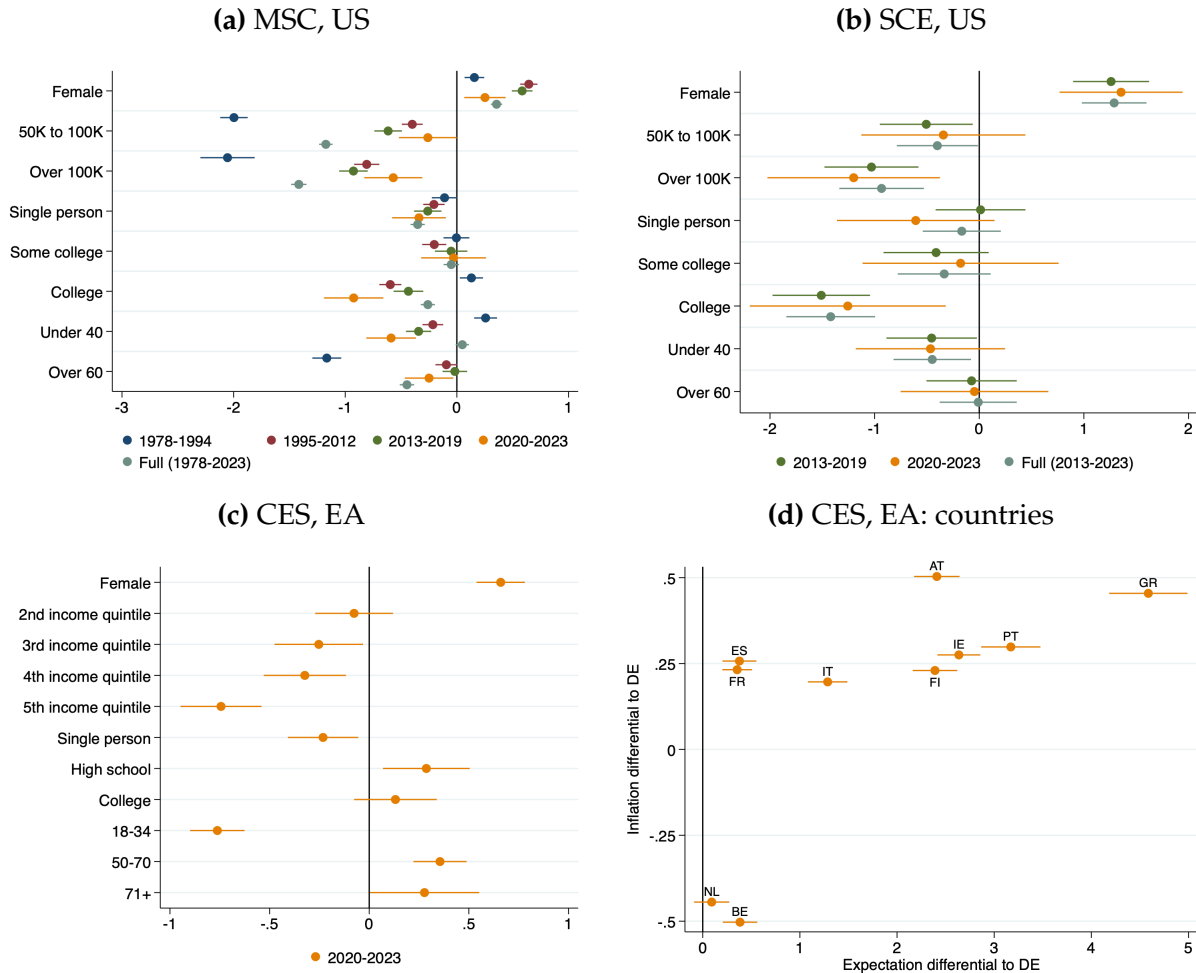 (a) MSC, US
Female
50K to 100K
Over 100K
Single person
Some college
College
Under 40
Over 60
-3 -2 -1 0 1
1978-1994 1995-2012 2013-2019 2020-2023
Full (1978-2023)
(b) SCE, US
Female
50K to 100K
Over 100K
Single person
Some college
College
Under 40
Over 60
-2 -1 0 1 2
2013-2019 2020-2023 Full (2013-2023)
(c) CES, EA
Female
2nd income quintile
3rd income quintile
4th income quintile
5th income quintile
Single person
High school
College
18-34
50-70
71+
-1 -.5 0 .5 1
2020-2023
(d) CES, EA: countries
Inflation differential to DE
.5
.25
0
-.25
-.5
AT
GR
ES
FR
IT
IE
FI
PT
NL
BE
0 1 2 3 4 5
Expectation differential to DE